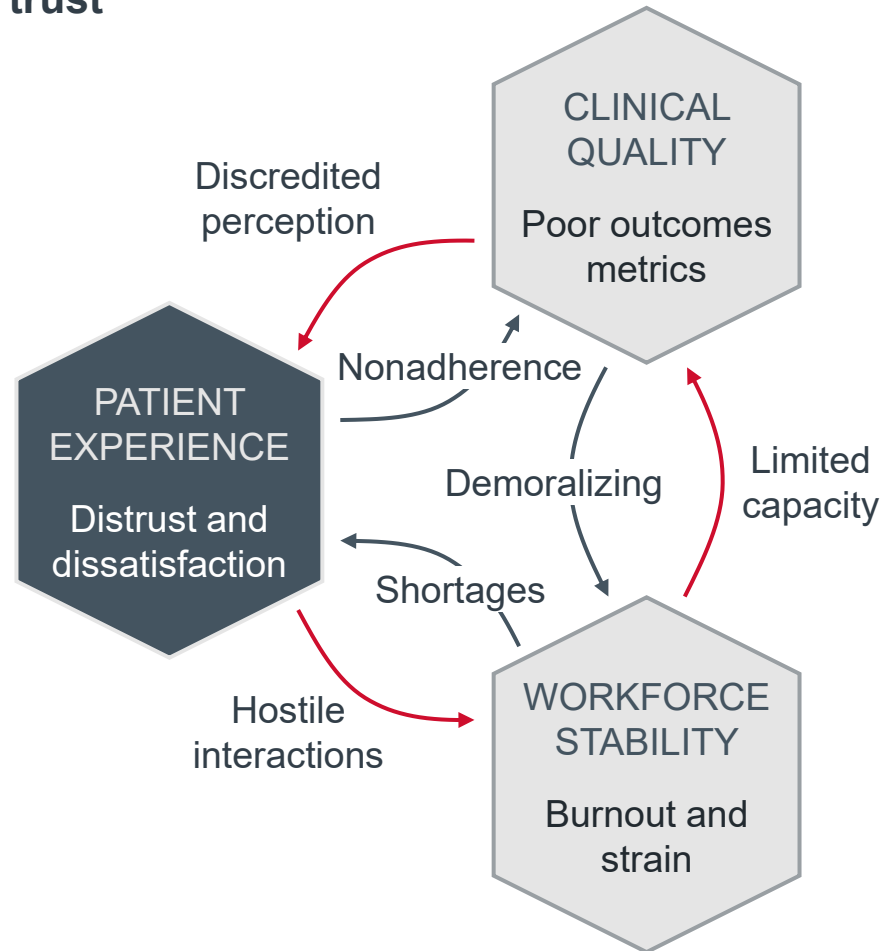 trust
CLINICAL
QUALITY
Poor outcomes
metrics
Discredited
perception
Nonadherence
PATIENT
EXPERIENCE
Distrust and
dissatisfaction
Demoralizing
Limited
capacity
Shortages
Hostile
interactions
WORKFORCE
STABILITY
Burnout and
strain